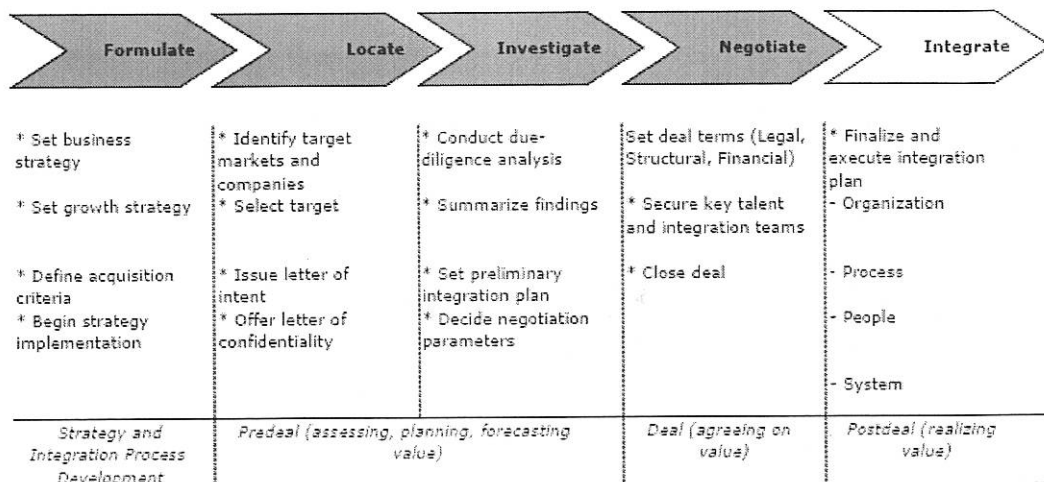 Formulate
Locate
Investigate
Negotiate
Integrate
* Set business
strategy
* Set growth strategy
* Define acquisition
criteria
* Begin strategy
implementation
* Identify target
markets and
companies
* Select target
* Issue letter of
intent
* Offer letter of
confidentiality
* Conduct due-
diligence analysis
* Summarize findings
* Set preliminary
integration plan
* Decide negotiation
parameters
Set deal terms (Legal,
Structural, Financial)
* Secure key talent
and integration teams
* Close deal
* Finalize and
execute integration
plan
- Organization
- Process
- People
- System
Strategy and
Integration Process
Development
Predeal (assessing, planning, forecasting
value)
Deal (agreeing on
value)
Postdeal (realizing
value)